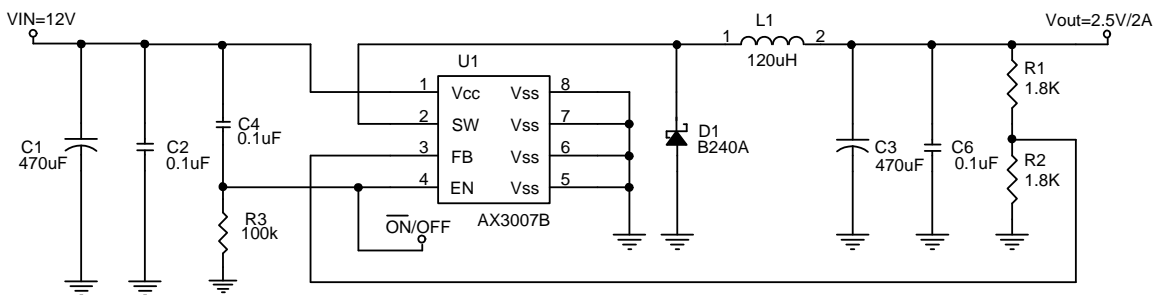 VIN=12V
L1
Vout=2.5V/2A
1
2
120uH
U1
R1
1.8K
1
Vcc
Vss
8
2
SW
Vss
7
C4
0.1uF
D1
B240A
C1
470uF
C2
0.1uF
C3
470uF
C6
0.1uF
3
FB
Vss
6
R2
1.8K
4
EN
Vss
5
R3
100k
ON/OFF
AX3007B